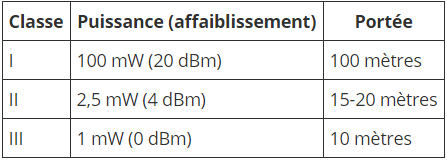 Classe Puissance (affaiblissement) Portée
I 100 mW (20 dBm) 100 mètres
II 2,5 mW (4 dBm) 15-20 mètres
III 1 mW (0 dBm) 10 mètres